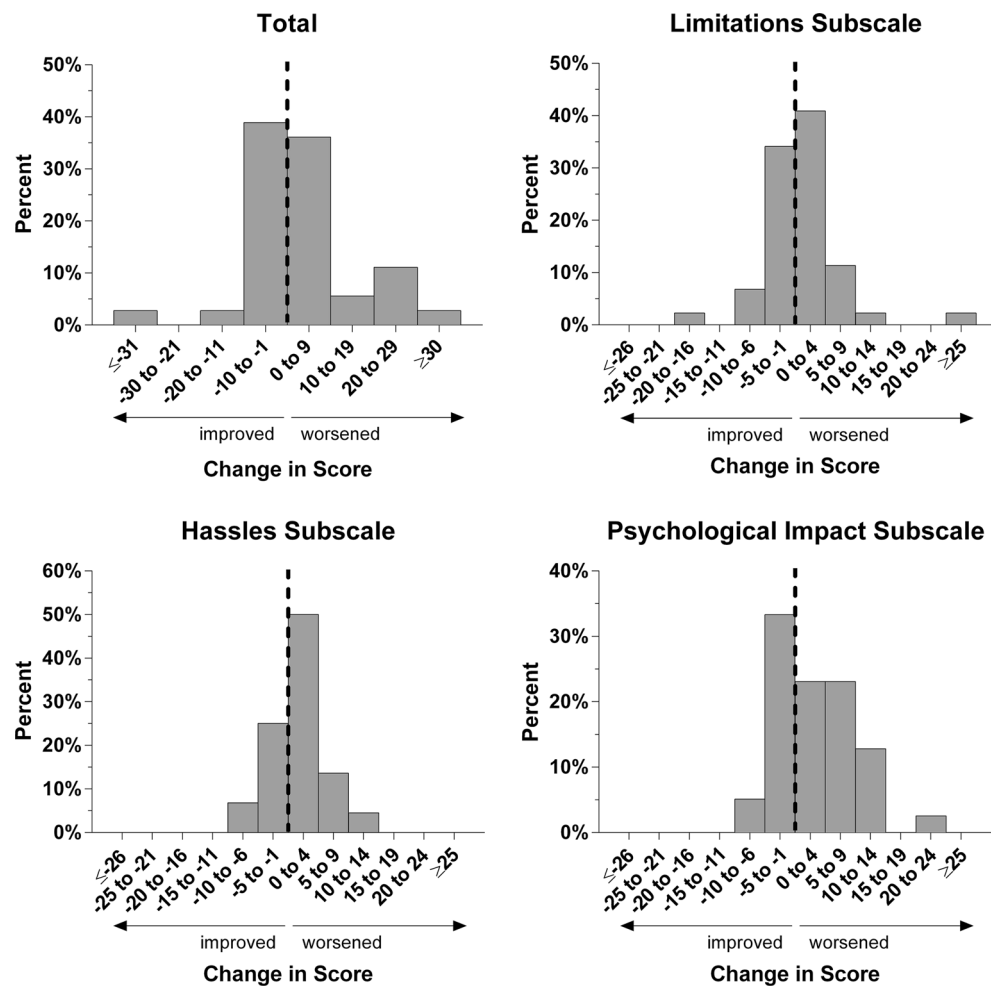 Total
50%
40%
30%
20%
10%
0%
Percent
≤-31
-30 to -21
-20 to -11
-10 to -1
0 to 9
10 to 19
20 to 29
≥30
improved worsened
Change in Score
Limitations Subscale
50%
40%
30%
20%
10%
0%
Percent
≤-26
-25 to -21
-20 to -16
-15 to -11
-10 to -6
-5 to -1
0 to 4
5 to 9
10 to 14
15 to 19
20 to 24
≥25
improved worsened
Change in Score
Hassles Subscale
60%
50%
40%
30%
20%
10%
0%
Percent
≤-26
-25 to -21
-20 to -16
-15 to -11
-10 to -6
-5 to -1
0 to 4
5 to 9
10 to 14
15 to 19
20 to 24
≥25
improved worsened
Change in Score
Psychological Impact Subscale
40%
30%
20%
10%
0%
Percent
≤-26
-25 to -21
-20 to -16
-15 to -11
-10 to -6
-5 to -1
0 to 4
5 to 9
10 to 14
15 to 19
20 to 24
≥25
improved worsened
Change in Score